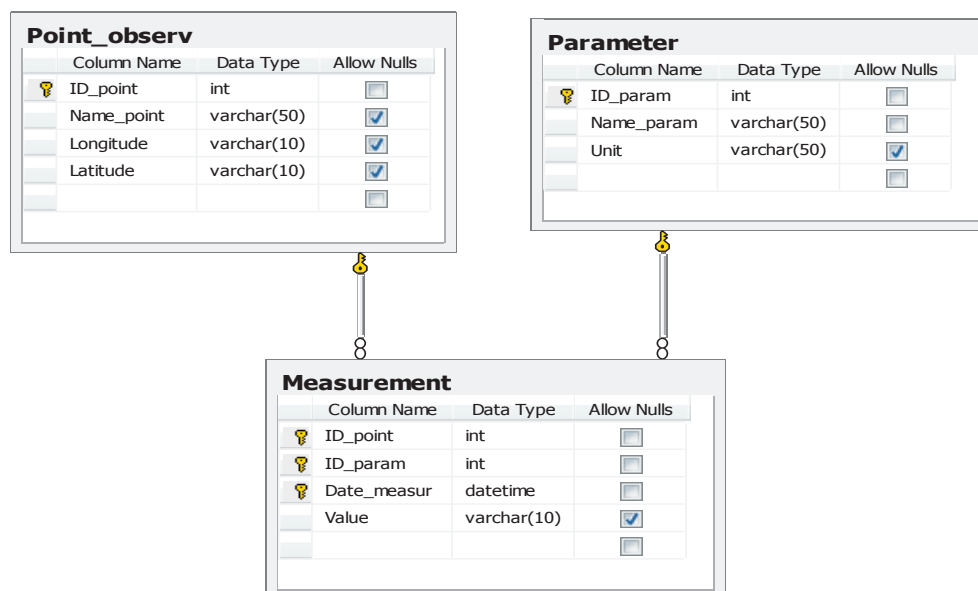 Point_observ
Column Name Data Type Allow Nulls
ID_point int
Name_point varchar(50)
Longitude varchar(10)
Latitude varchar(10)
Parameter
Column Name Data Type Allow Nulls
ID_param int
Name_param varchar(50)
Unit varchar(50)
Measurement
Column Name Data Type Allow Nulls
ID_point int
ID_param int
Date_measur datetime
Value varchar(10)